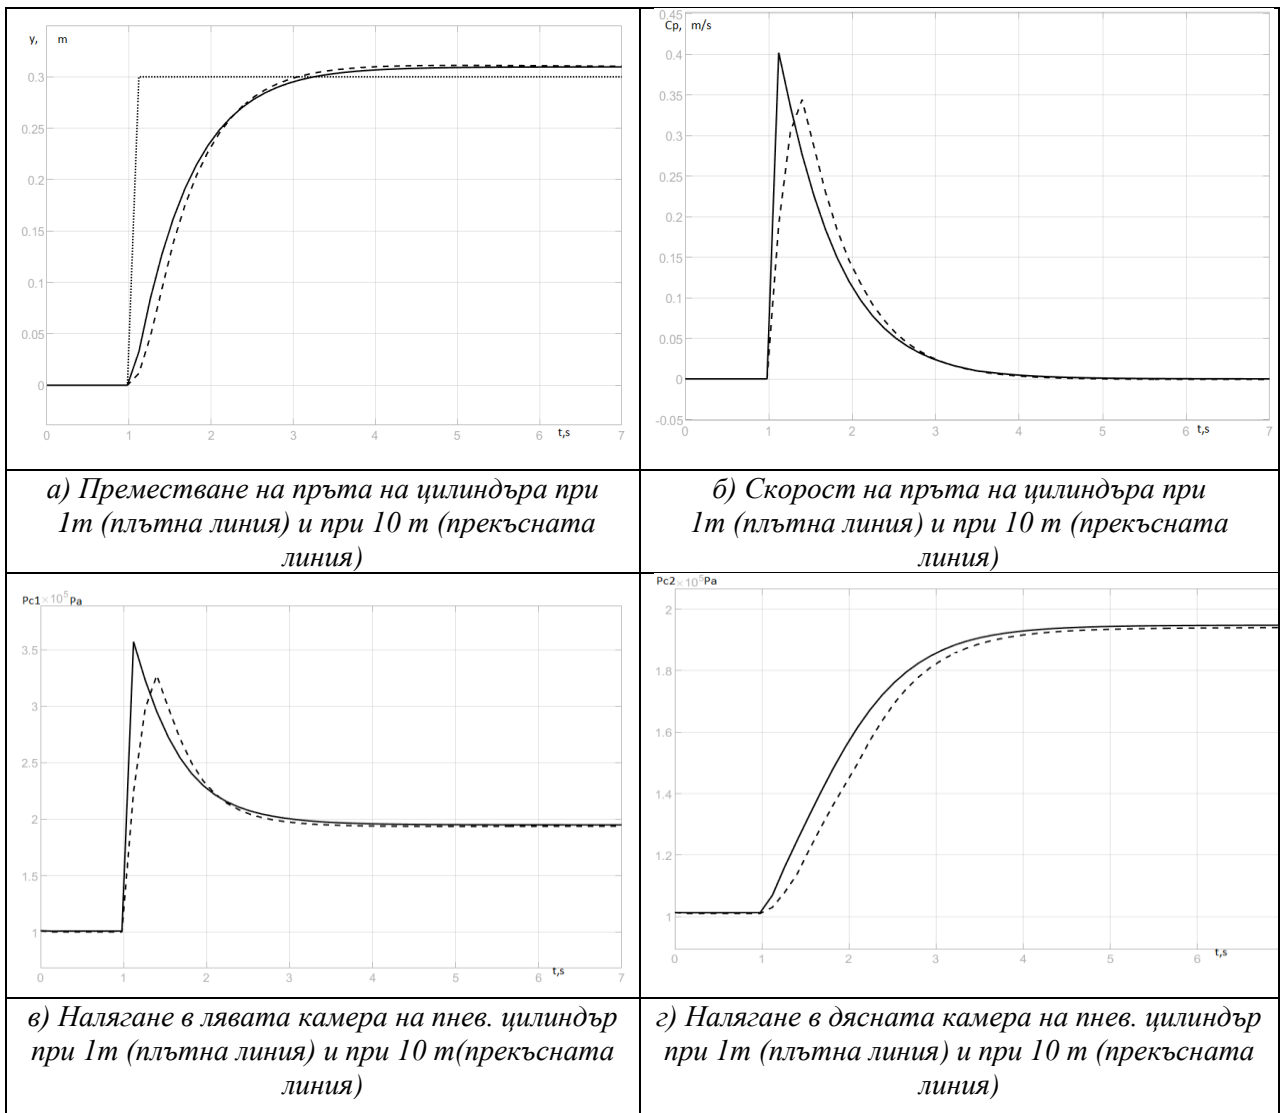 y, m
0.3
0.25
0.2
0.15
0.1
0.05
0
0 1 2 3 4 5 6 t,s 7
0.45
Cp, m/s
0.4
0.35
0.3
0.25
0.2
0.15
0.1
0.05
0
-0.05
0 1 2 3 4 5 6 t,s 7
а) Преместване на пръта на цилиндъра при
1m (плътна линия) и при 10 m (прекъсната
линия)
б) Скорост на пръта на цилиндъра при
1m (плътна линия) и при 10 m (прекъсната
линия)
Pc1 ×10⁵ Pa
3.5
3
2.5
2
1.5
1
0 1 2 3 4 5 6 t,s 7
Pc2 ×10⁵ Pa
2
1.8
1.6
1.4
1.2
1
0 1 2 3 4 5 6 t,s
в) Налягане в лявата камера на пнев. цилиндър
при 1m (плътна линия) и при 10 m(прекъсната
линия)
г) Налягане в дясната камера на пнев. цилиндър
при 1m (плътна линия) и при 10 m (прекъсната
линия)